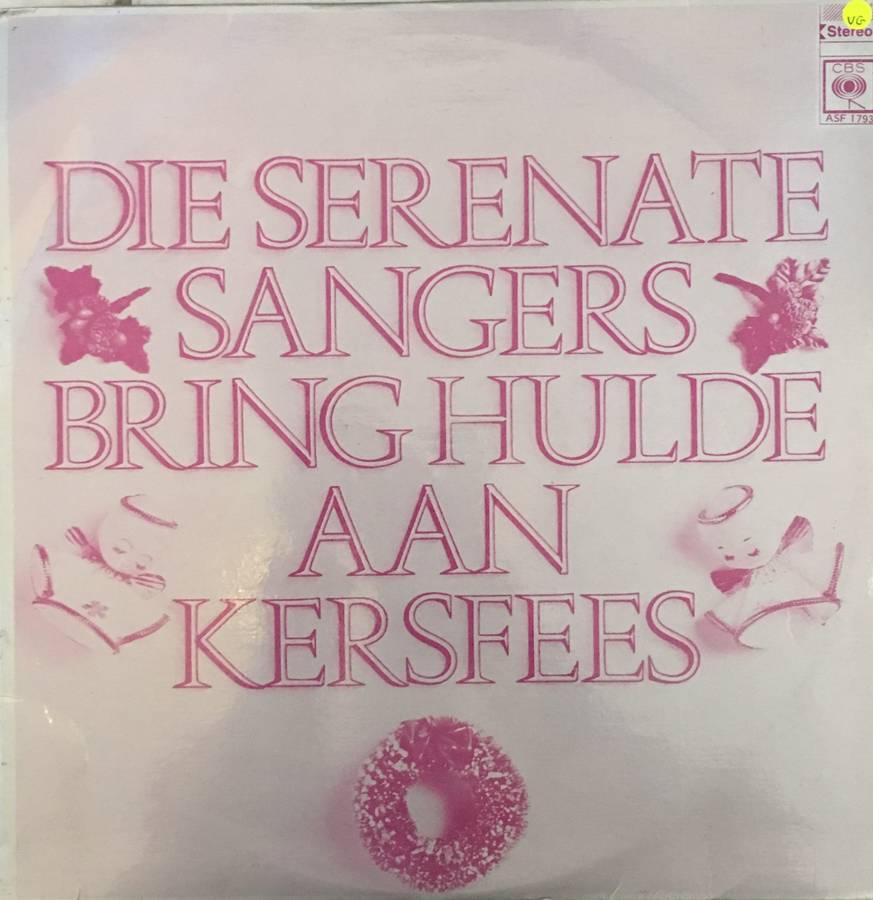 VG
Stereo
CBS
ASF 1793
DIE SERENATE
SANGERS
BRING HULDE
AAN
KERSFEES